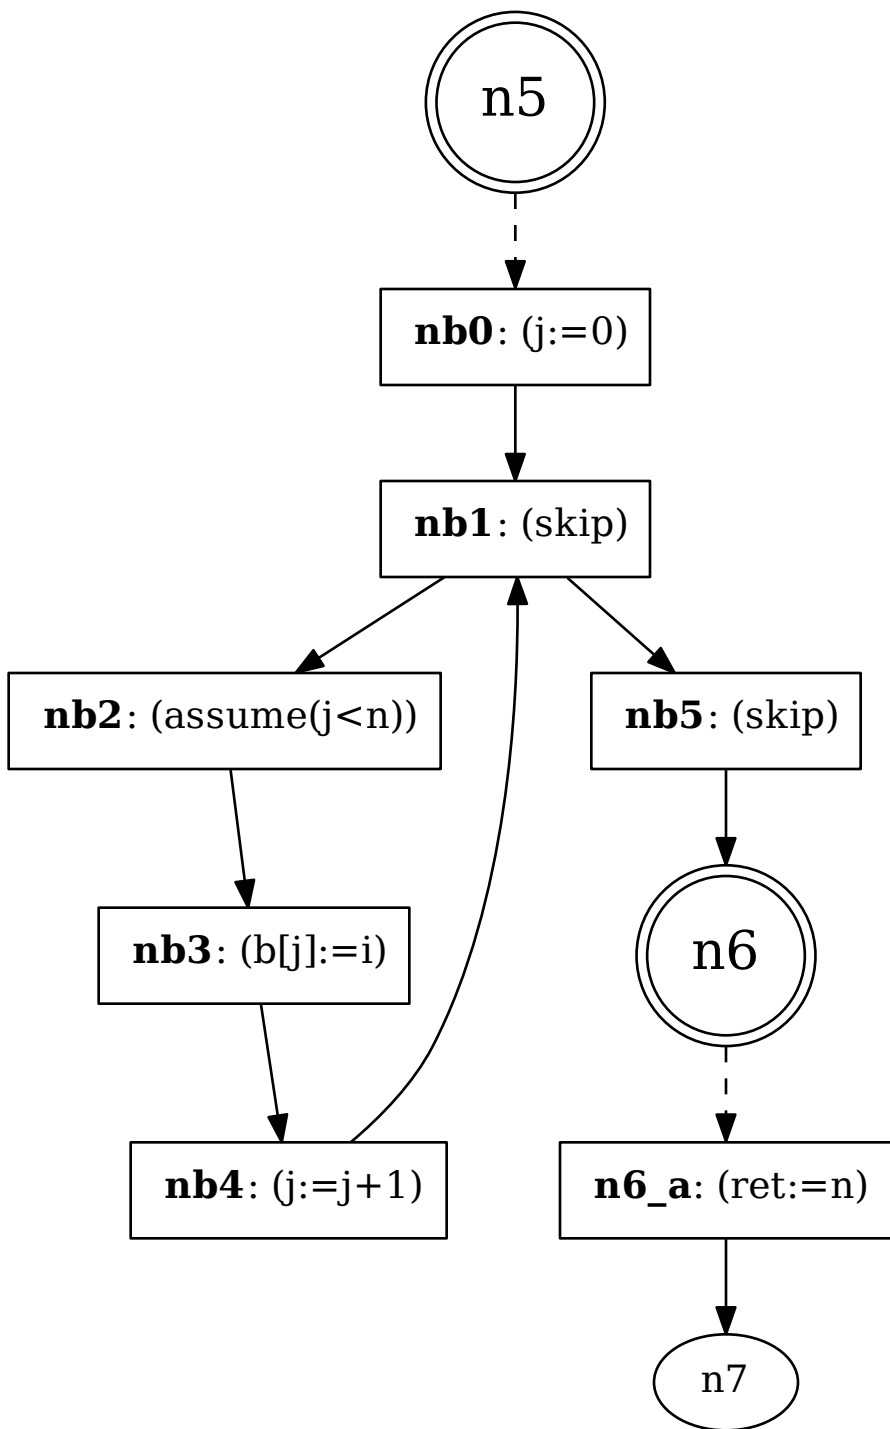 n5
nb0: (j:=0)
nb1: (skip)
nb2: (assume(j<n))
nb5: (skip)
nb3: (b[j]:=i)
n6
nb4: (j:=j+1)
n6_a: (ret:=n)
n7